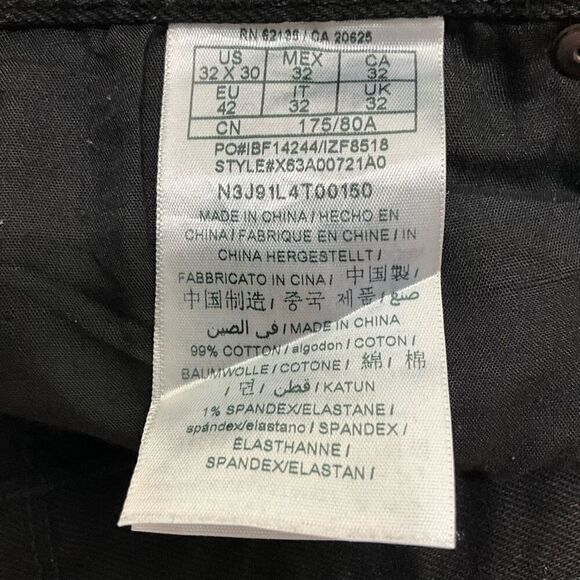 RN 62136 / CA 20625
US MEX CA
32 X 30 32 32
EU IT UK
42 32 32
CN 175/80A
PO#IBF14244/IZF8518
STYLE#X63A00721A0
N3J91L4T00150
MADE IN CHINA / HECHO EN
CHINA / FABRIQUE EN CHINE / IN
CHINA HERGESTELLT /
FABBRICATO IN CINA / 中国製 /
中国制造 / 중국 제품 / صنع
في الصين / MADE IN CHINA
99% COTTON / algodon / COTON /
BAUMWOLLE / COTONE / 綿 / 棉
/ 면 / قطن / KATUN
1% SPANDEX/ELASTANE /
spandex/elastano / SPANDEX /
ÉLASTHANNE /
SPANDEX/ELASTAN /